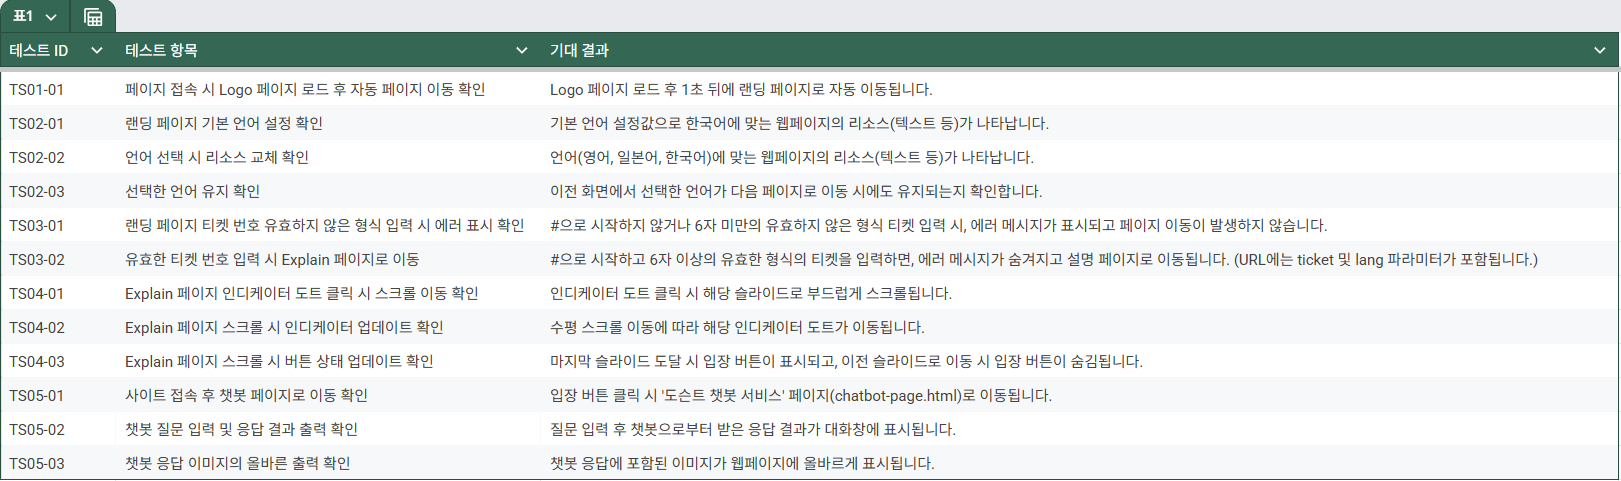 표1
테스트 ID 테스트 항목 기대 결과
TS01-01 페이지 접속 시 Logo 페이지 로드 후 자동 페이지 이동 확인 Logo 페이지 로드 후 1초 뒤에 랜딩 페이지로 자동 이동됩니다.
TS02-01 랜딩 페이지 기본 언어 설정 확인 기본 언어 설정값으로 한국어에 맞는 웹페이지의 리소스(텍스트 등)가 나타납니다.
TS02-02 언어 선택 시 리소스 교체 확인 언어(영어, 일본어, 한국어)에 맞는 웹페이지의 리소스(텍스트 등)가 나타납니다.
TS02-03 선택한 언어 유지 확인 이전 화면에서 선택한 언어가 다음 페이지로 이동 시에도 유지되는지 확인합니다.
TS03-01 랜딩 페이지 티켓 번호 유효하지 않은 형식 입력 시 에러 표시 확인 #으로 시작하지 않거나 6자 미만의 유효하지 않은 형식 티켓 입력 시, 에러 메시지가 표시되고 페이지 이동이 발생하지 않습니다.
TS03-02 유효한 티켓 번호 입력 시 Explain 페이지로 이동 #으로 시작하고 6자 이상의 유효한 형식의 티켓을 입력하면, 에러 메시지가 숨겨지고 설명 페이지로 이동됩니다. (URL에는 ticket 및 lang 파라미터가 포함됩니다.)
TS04-01 Explain 페이지 인디케이터 도트 클릭 시 스크롤 이동 확인 인디케이터 도트 클릭 시 해당 슬라이드로 부드럽게 스크롤됩니다.
TS04-02 Explain 페이지 스크롤 시 인디케이터 업데이트 확인 수평 스크롤 이동에 따라 해당 인디케이터 도트가 이동됩니다.
TS04-03 Explain 페이지 스크롤 시 버튼 상태 업데이트 확인 마지막 슬라이드 도달 시 입장 버튼이 표시되고, 이전 슬라이드로 이동 시 입장 버튼이 숨김됩니다.
TS05-01 사이트 접속 후 챗봇 페이지로 이동 확인 입장 버튼 클릭 시 '도슨트 챗봇 서비스' 페이지(chatbot-page.html)로 이동됩니다.
TS05-02 챗봇 질문 입력 및 응답 결과 출력 확인 질문 입력 후 챗봇으로부터 받은 응답 결과가 대화창에 표시됩니다.
TS05-03 챗봇 응답 이미지의 올바른 출력 확인 챗봇 응답에 포함된 이미지가 웹페이지에 올바르게 표시됩니다.